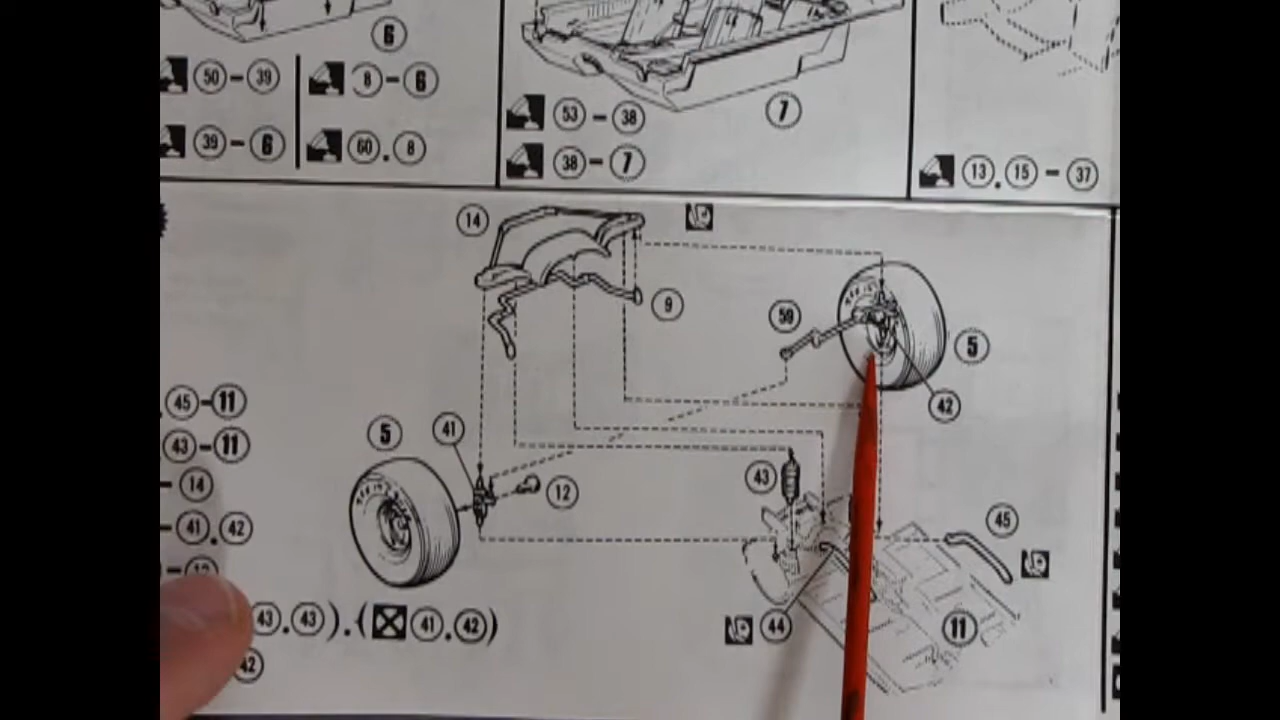 6
50 - 39
8 - 6
39 - 6
60 . 8
53 - 38
7
38 - 7
13 . 15 - 37
14
9
59
5
42
45 - 11
5
41
43 - 11
43
12
- 14
45
- 41 . 42
- 12
44
11
43 . 43 ) . ( 41 . 42 )
42